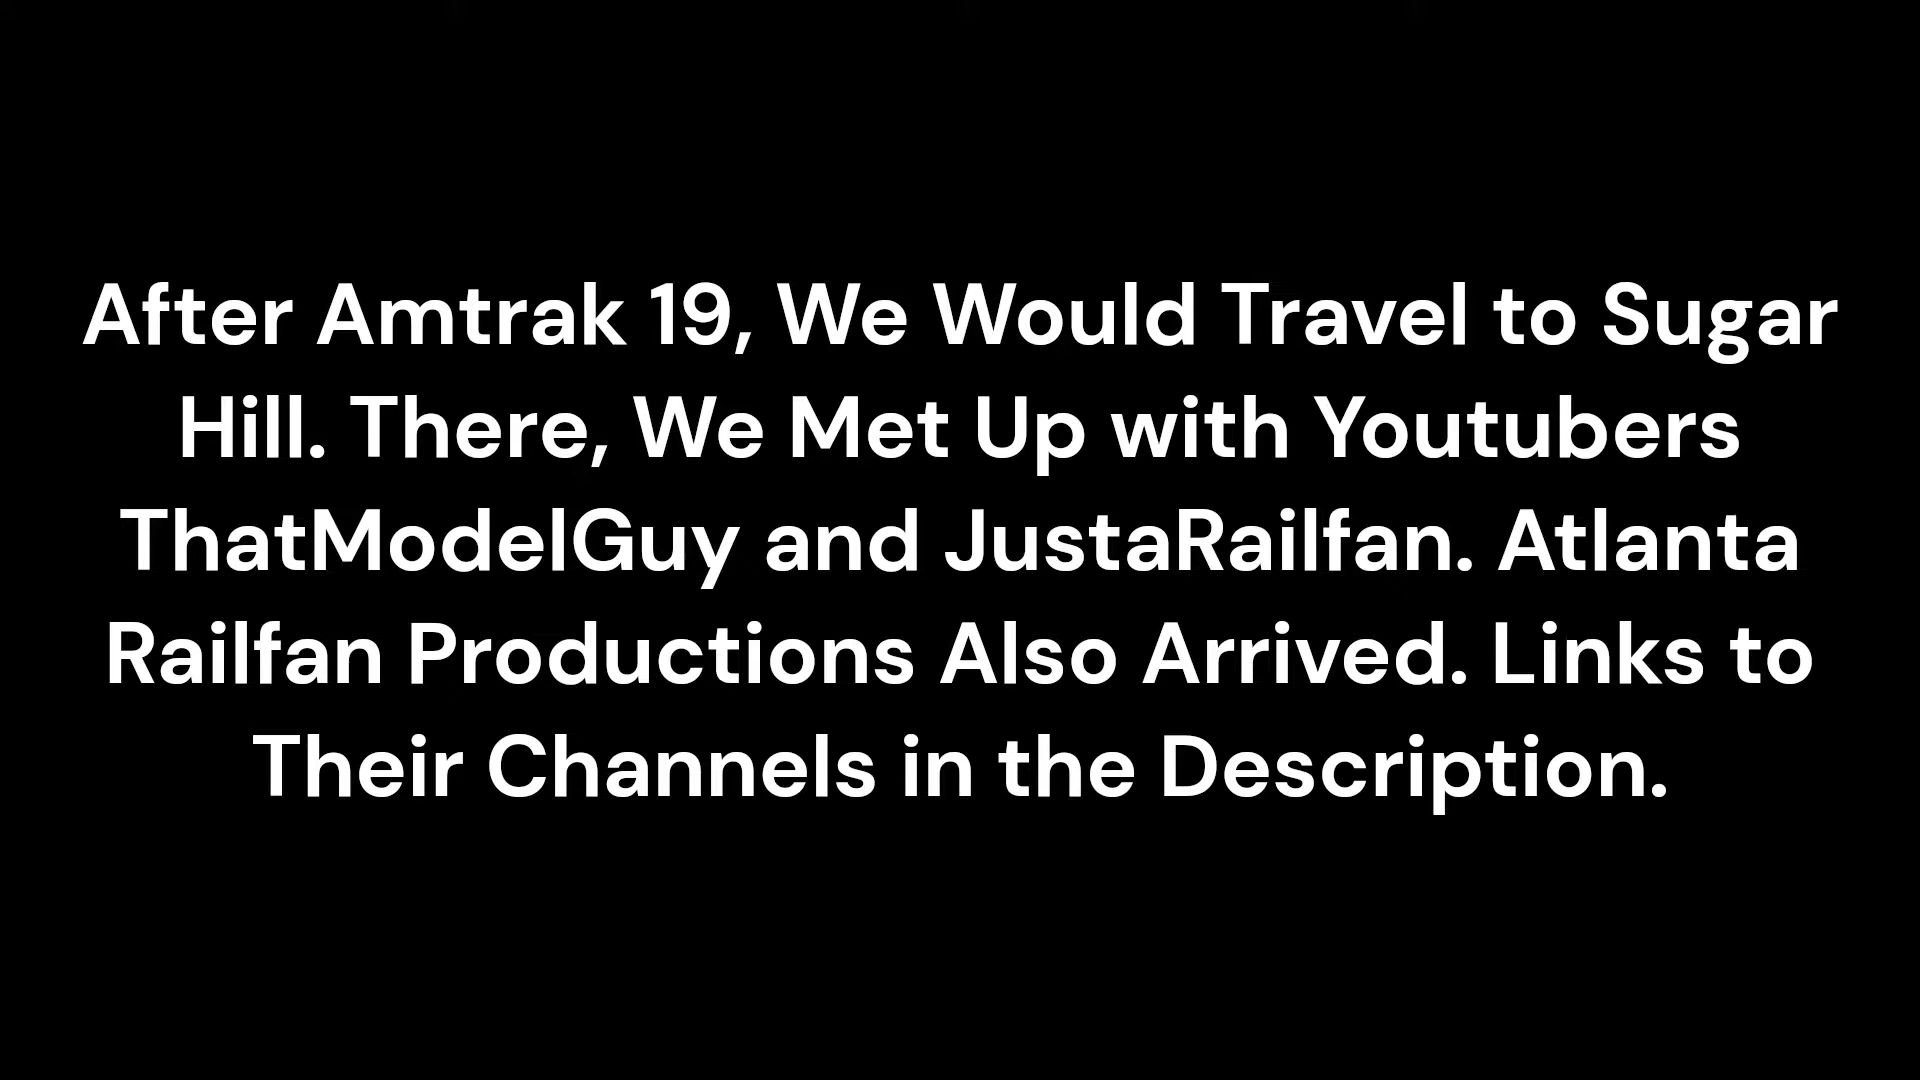 After Amtrak 19, We Would Travel to Sugar
Hill. There, We Met Up with Youtubers
ThatModelGuy and JustaRailfan. Atlanta
Railfan Productions Also Arrived. Links to
Their Channels in the Description.